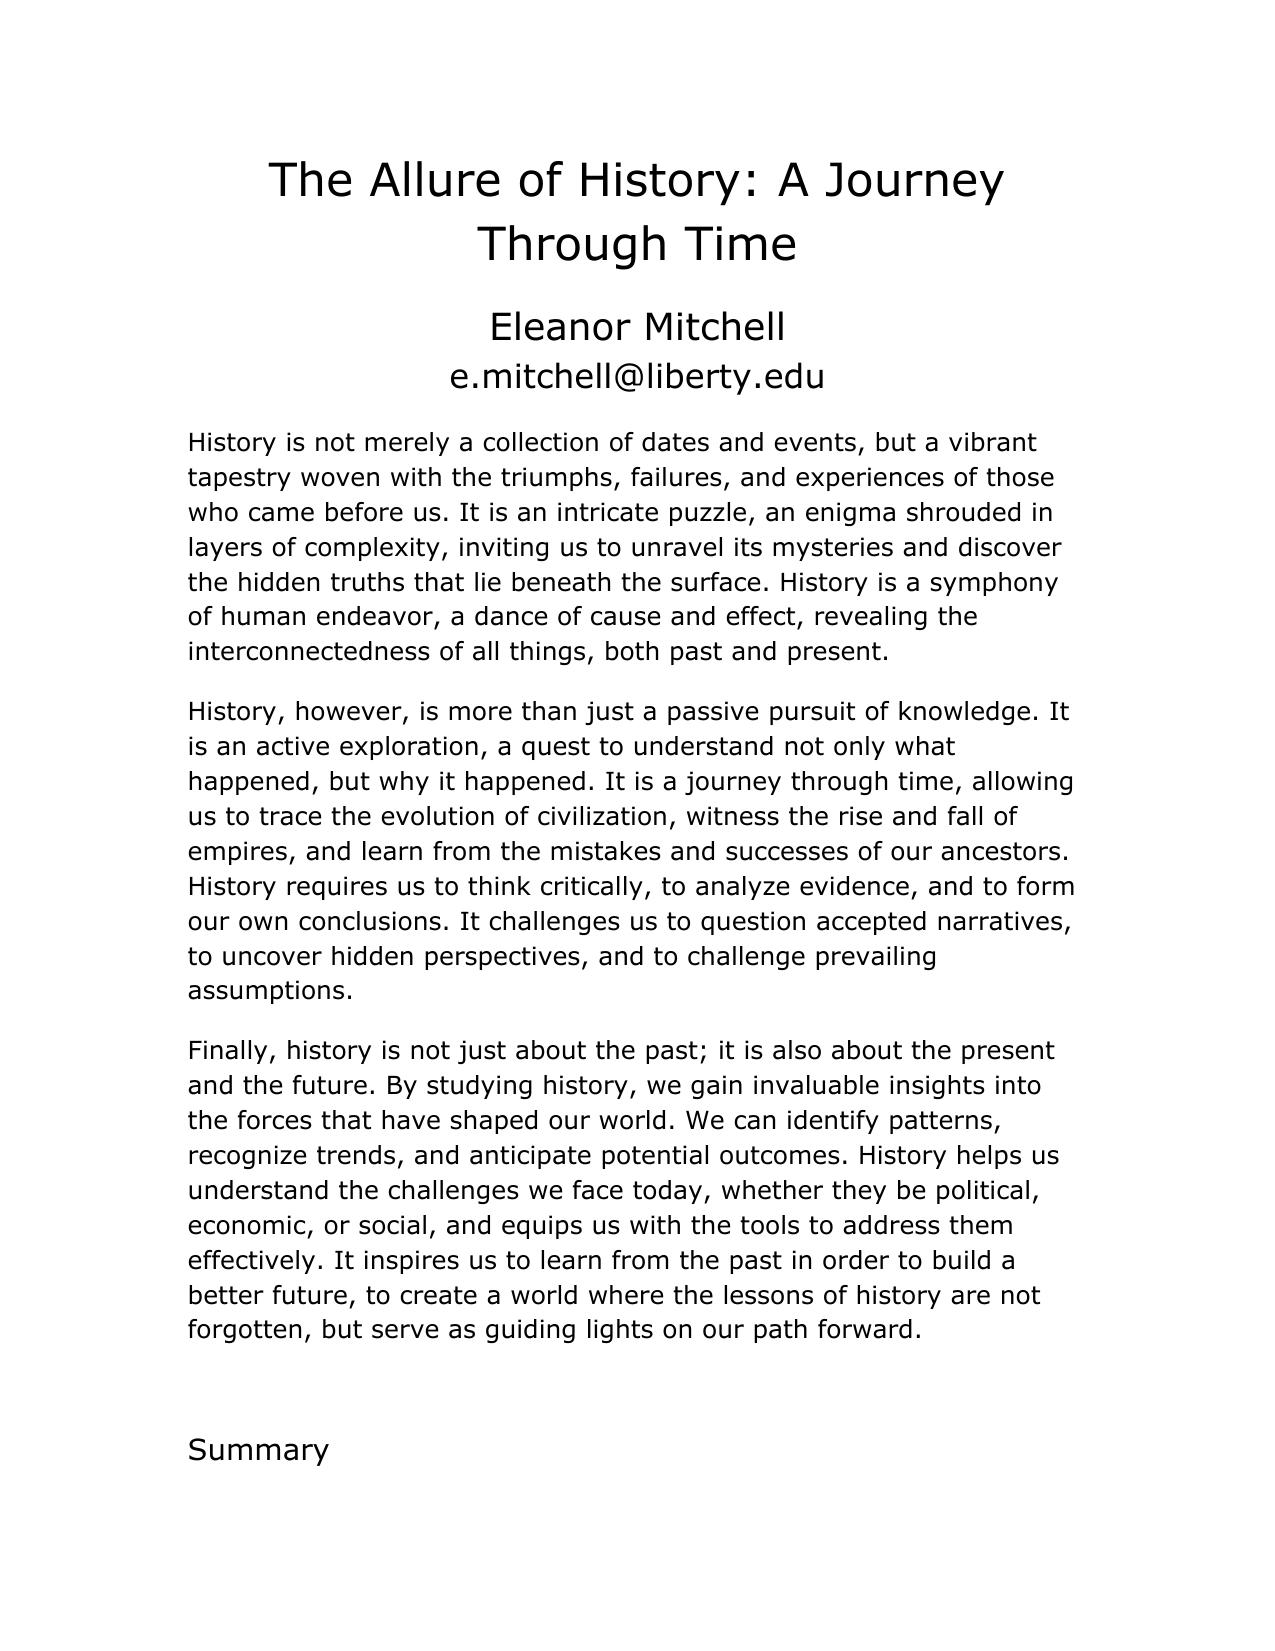 The Allure of History: A Journey
Through Time
Eleanor Mitchell
e.mitchell@liberty.edu
History is not merely a collection of dates and events, but a vibrant
tapestry woven with the triumphs, failures, and experiences of those
who came before us. It is an intricate puzzle, an enigma shrouded in
layers of complexity, inviting us to unravel its mysteries and discover
the hidden truths that lie beneath the surface. History is a symphony
of human endeavor, a dance of cause and effect, revealing the
interconnectedness of all things, both past and present.
History, however, is more than just a passive pursuit of knowledge. It
is an active exploration, a quest to understand not only what
happened, but why it happened. It is a journey through time, allowing
us to trace the evolution of civilization, witness the rise and fall of
empires, and learn from the mistakes and successes of our ancestors.
History requires us to think critically, to analyze evidence, and to form
our own conclusions. It challenges us to question accepted narratives,
to uncover hidden perspectives, and to challenge prevailing
assumptions.
Finally, history is not just about the past; it is also about the present
and the future. By studying history, we gain invaluable insights into
the forces that have shaped our world. We can identify patterns,
recognize trends, and anticipate potential outcomes. History helps us
understand the challenges we face today, whether they be political,
economic, or social, and equips us with the tools to address them
effectively. It inspires us to learn from the past in order to build a
better future, to create a world where the lessons of history are not
forgotten, but serve as guiding lights on our path forward.
Summary